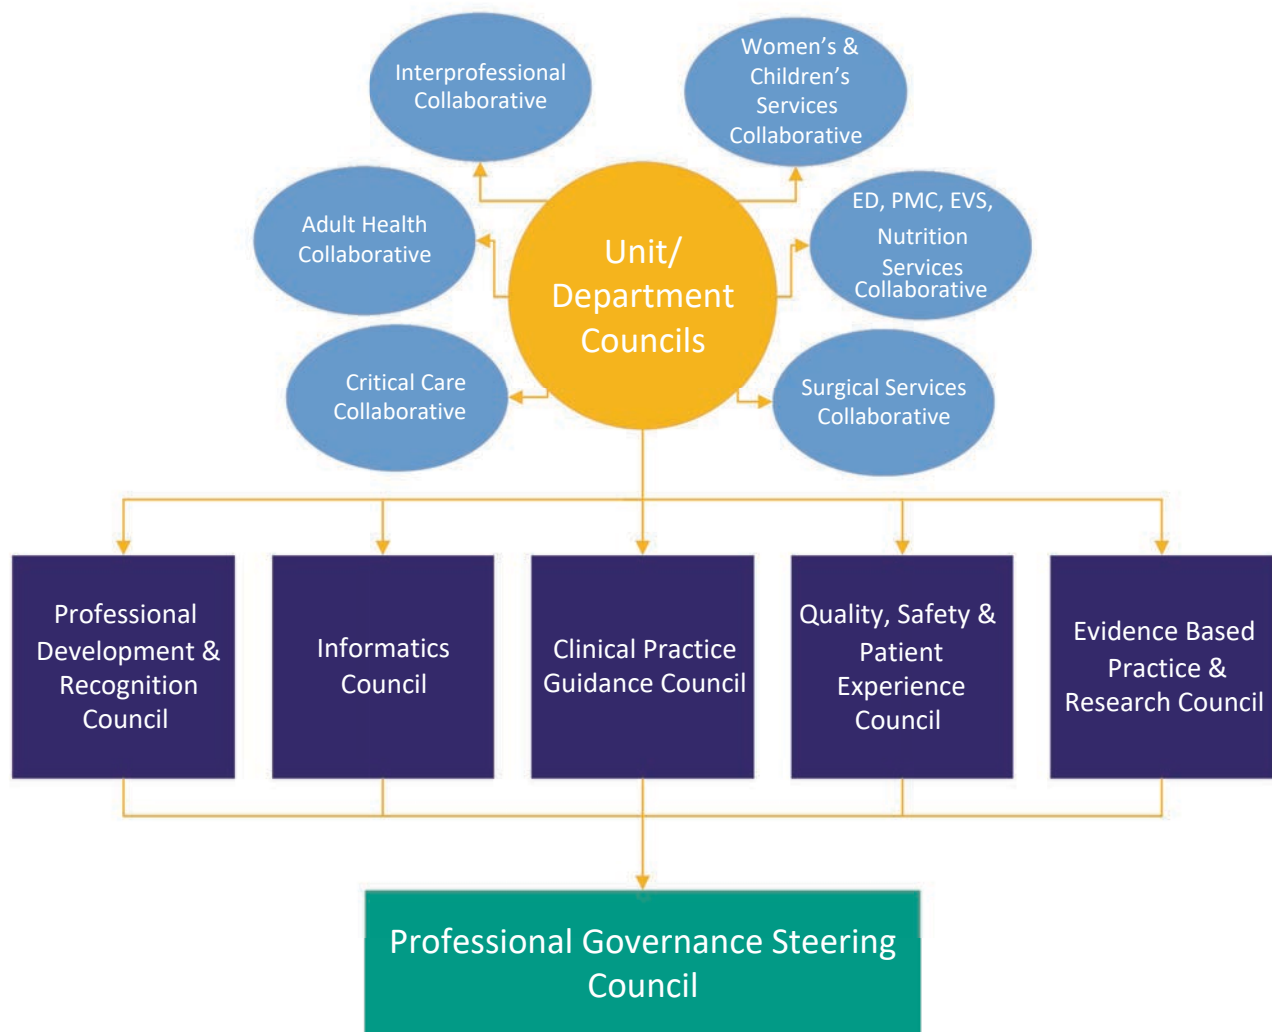 Interprofessional
Collaborative
Women's &
Children's
Services
Collaborative
Adult Health
Collaborative
Unit/
Department
Councils
ED, PMC, EVS,
Nutrition
Services
Collaborative
Critical Care
Collaborative
Surgical Services
Collaborative
Professional
Development &
Recognition
Council
Informatics
Council
Clinical Practice
Guidance Council
Quality, Safety &
Patient
Experience
Council
Evidence Based
Practice &
Research Council
Professional Governance Steering
Council